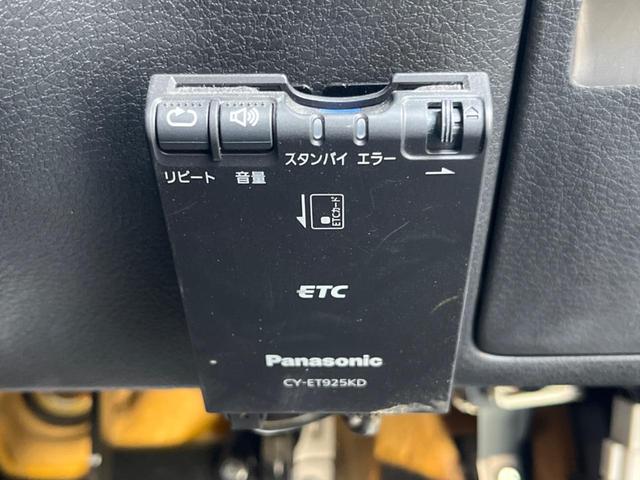 スタンバイ エラー
リピート 音量
ETCカード
ETC
Panasonic
CY-ET925KD